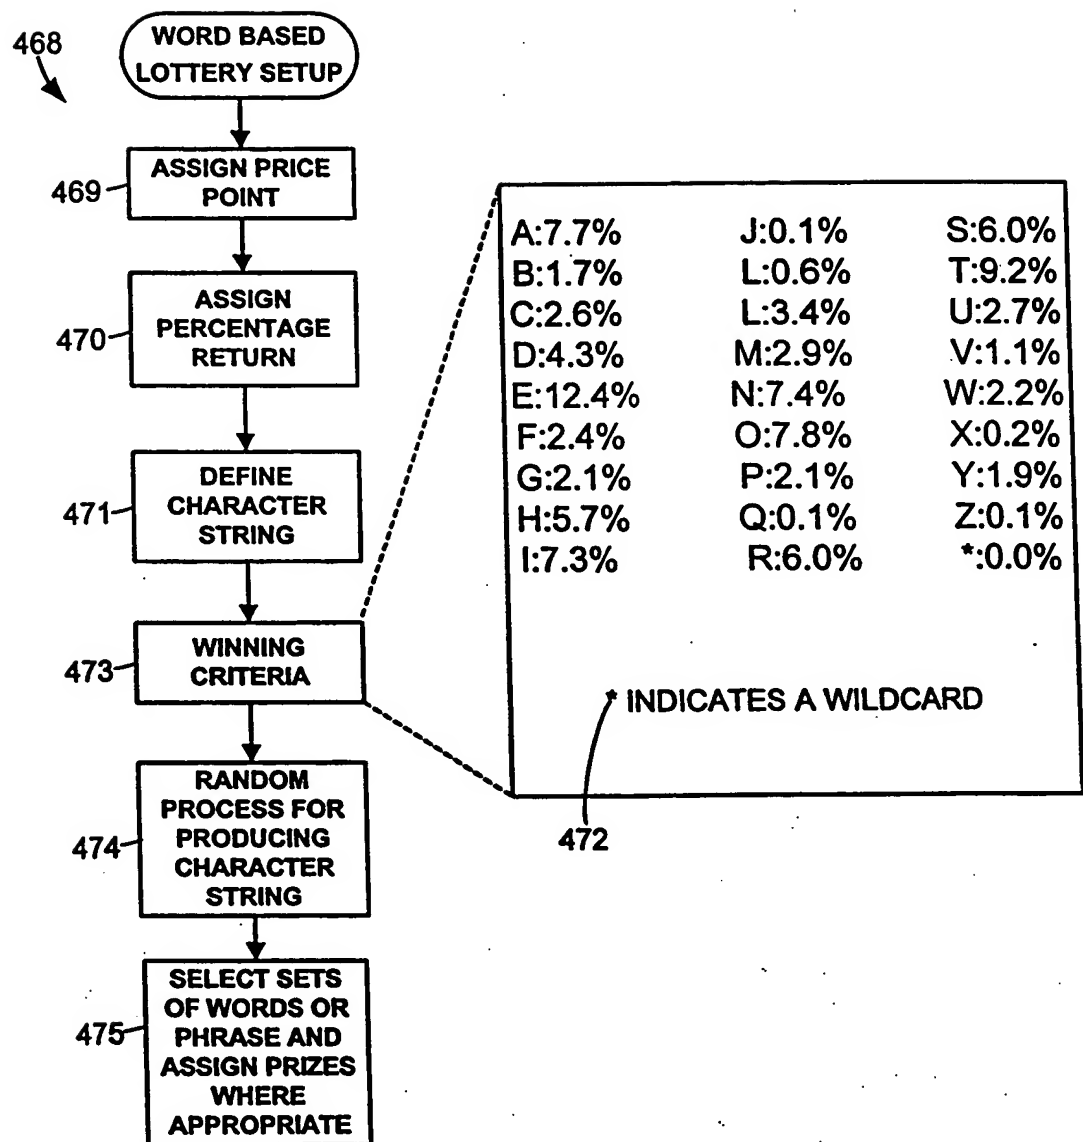 468
WORD BASED
LOTTERY SETUP
469
ASSIGN PRICE
POINT
470
ASSIGN
PERCENTAGE
RETURN
471
DEFINE
CHARACTER
STRING
473
WINNING
CRITERIA
474
RANDOM
PROCESS FOR
PRODUCING
CHARACTER
STRING
475
SELECT SETS
OF WORDS OR
PHRASE AND
ASSIGN PRIZES
WHERE
APPROPRIATE
A:7.7% J:0.1% S:6.0%
B:1.7% L:0.6% T:9.2%
C:2.6% L:3.4% U:2.7%
D:4.3% M:2.9% V:1.1%
E:12.4% N:7.4% W:2.2%
F:2.4% O:7.8% X:0.2%
G:2.1% P:2.1% Y:1.9%
H:5.7% Q:0.1% Z:0.1%
I:7.3% R:6.0% *:0.0%
* INDICATES A WILDCARD
472